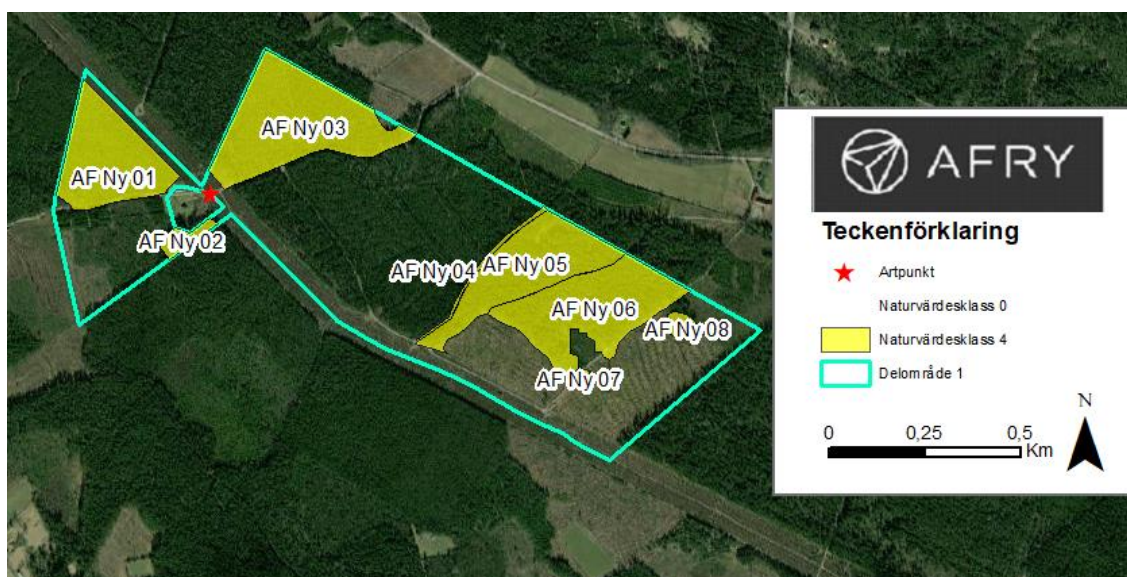 AF Ny 03
AF Ny 01
AF Ny 02
AF Ny 04
AF Ny 05
AF Ny 06
AF Ny 08
AF Ny 07
AFRY
Teckenförklaring
Artpunkt
Naturvärdesklass 0
Naturvärdesklass 4
Delområde 1
N
0 0,25 0,5
Km